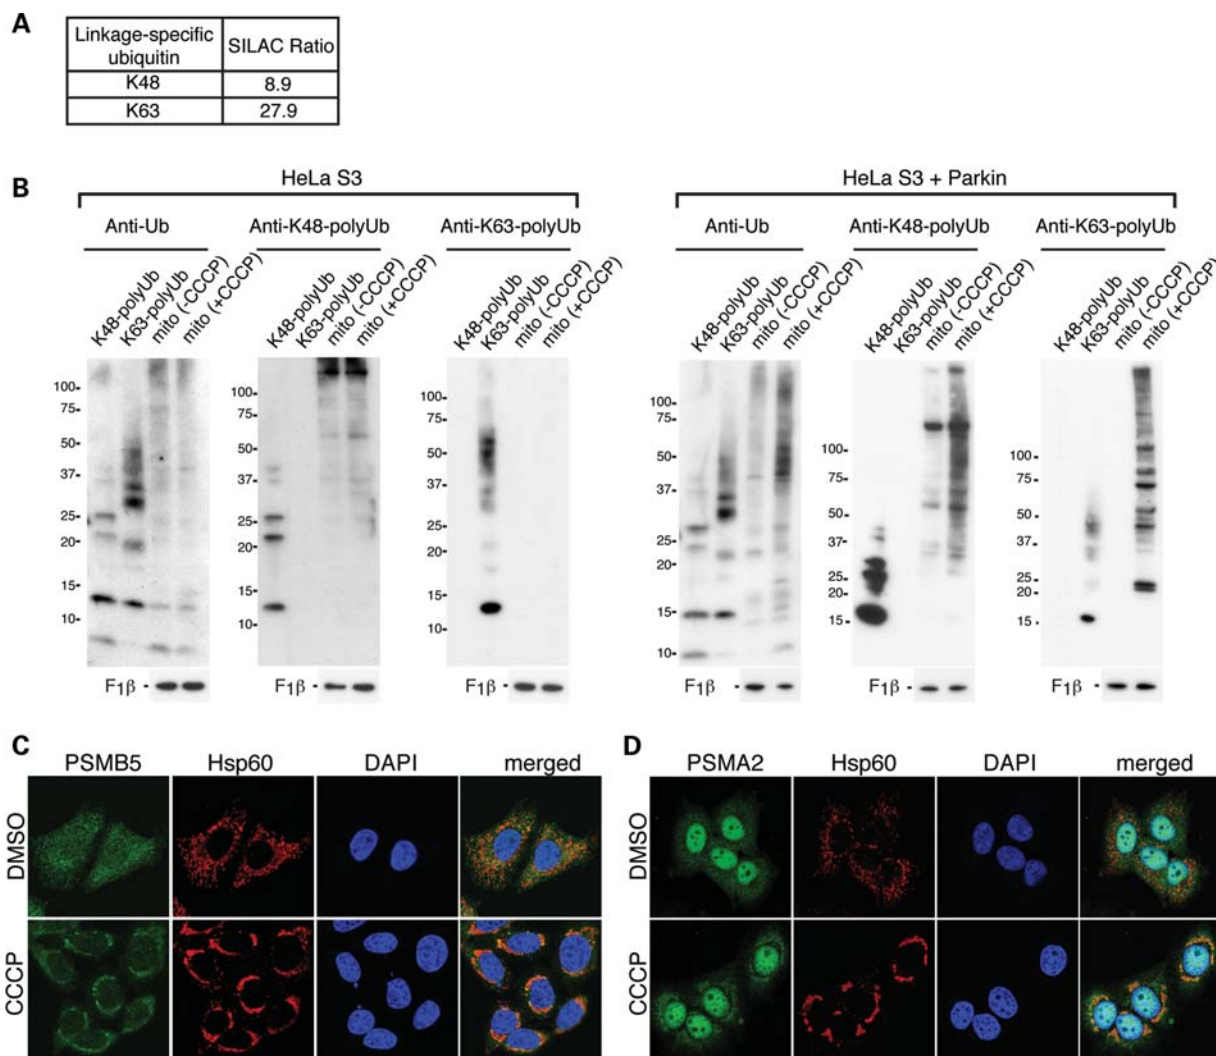 A
Linkage-specific ubiquitin SILAC Ratio
K48 8.9
K63 27.9
B
HeLa S3
HeLa S3 + Parkin
Anti-Ub Anti-K48-polyUb Anti-K63-polyUb
Anti-Ub Anti-K48-polyUb Anti-K63-polyUb
K48-polyUb K63-polyUb mito (-CCCP) mito (+CCCP)
K48-polyUb K63-polyUb mito (-CCCP) mito (+CCCP)
K48-polyUb K63-polyUb mito (-CCCP) mito (+CCCP)
K48-polyUb K63-polyUb mito (-CCCP) mito (+CCCP)
K48-polyUb K63-polyUb mito (-CCCP) mito (+CCCP)
K48-polyUb K63-polyUb mito (-CCCP) mito (+CCCP)
100-
75-
50-
37-
25-
20-
15-
10-
100-
75-
50-
37-
25-
20-
15-
10-
100-
75-
50-
37-
25-
20-
15-
10-
100-
75-
50-
37-
25-
20-
15-
10-
100-
50-
37-
25-
20-
15-
100-
50-
37-
25-
20-
15-
F1β -
F1β -
F1β -
F1β -
F1β -
F1β -
C
PSMB5 Hsp60 DAPI merged
DMSO
CCCP
D
PSMA2 Hsp60 DAPI merged
DMSO
CCCP